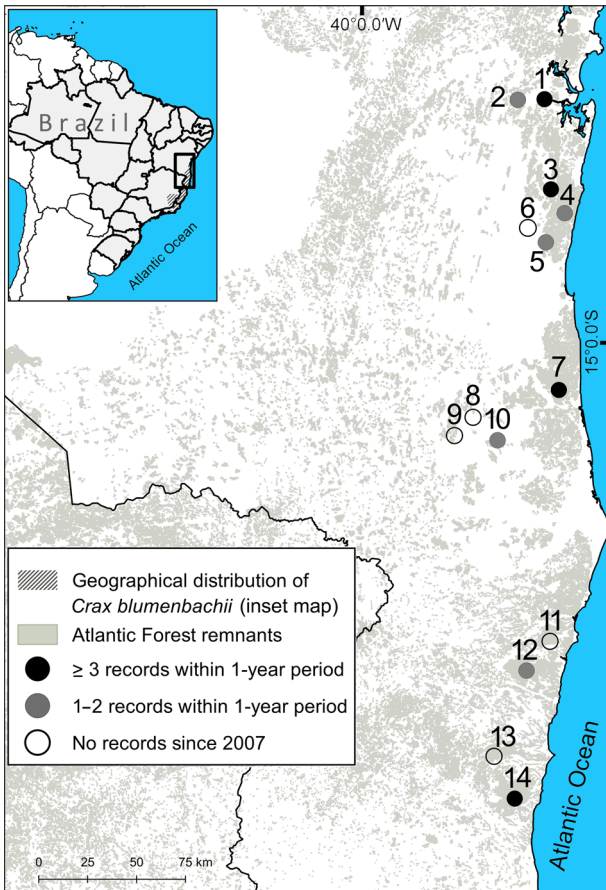 40°0.0'W
Brazil
Atlantic Ocean
1
2
3
4
6
5
15°0.0'S
7
8
9
10
Geographical distribution of
Crax blumenbachii (inset map)
Atlantic Forest remnants
≥ 3 records within 1-year period
1–2 records within 1-year period
No records since 2007
11
12
13
14
Atlantic Ocean
0 25 50 75 km